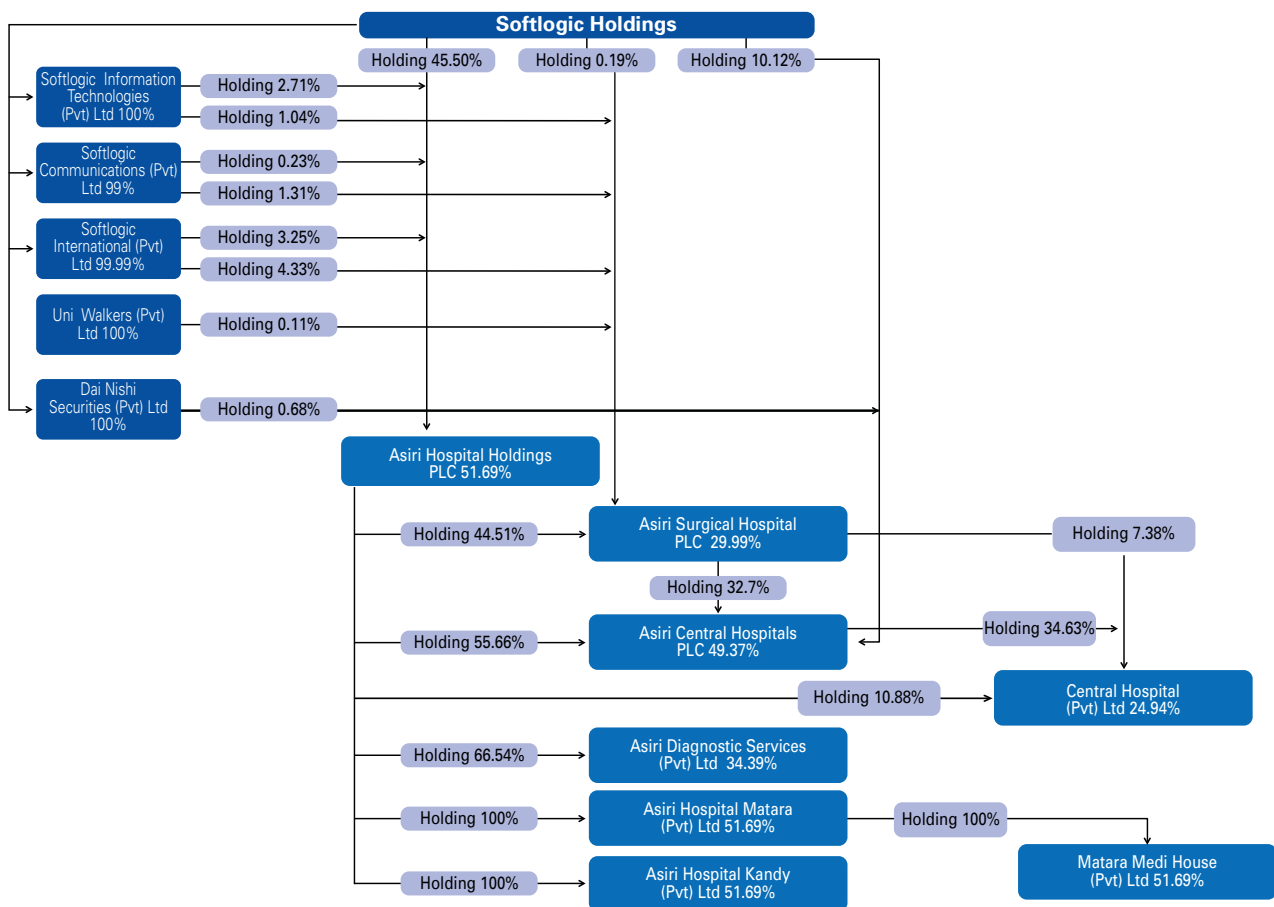 Softlogic Holdings
Holding 45.50%
Holding 0.19%
Holding 10.12%
Softlogic Information
Technologies
(Pvt) Ltd 100%
Holding 2.71%
Holding 1.04%
Softlogic
Communications (Pvt)
Ltd 99%
Holding 0.23%
Holding 1.31%
Softlogic
International (Pvt)
Ltd 99.99%
Holding 3.25%
Holding 4.33%
Uni Walkers (Pvt)
Ltd 100%
Holding 0.11%
Dai Nishi
Securities (Pvt) Ltd
100%
Holding 0.68%
Asiri Hospital Holdings
PLC 51.69%
Holding 44.51%
Asiri Surgical Hospital
PLC 29.99%
Holding 7.38%
Holding 32.7%
Holding 55.66%
Asiri Central Hospitals
PLC 49.37%
Holding 34.63%
Holding 10.88%
Central Hospital
(Pvt) Ltd 24.94%
Holding 66.54%
Asiri Diagnostic Services
(Pvt) Ltd 34.39%
Holding 100%
Asiri Hospital Matara
(Pvt) Ltd 51.69%
Holding 100%
Matara Medi House
(Pvt) Ltd 51.69%
Holding 100%
Asiri Hospital Kandy
(Pvt) Ltd 51.69%